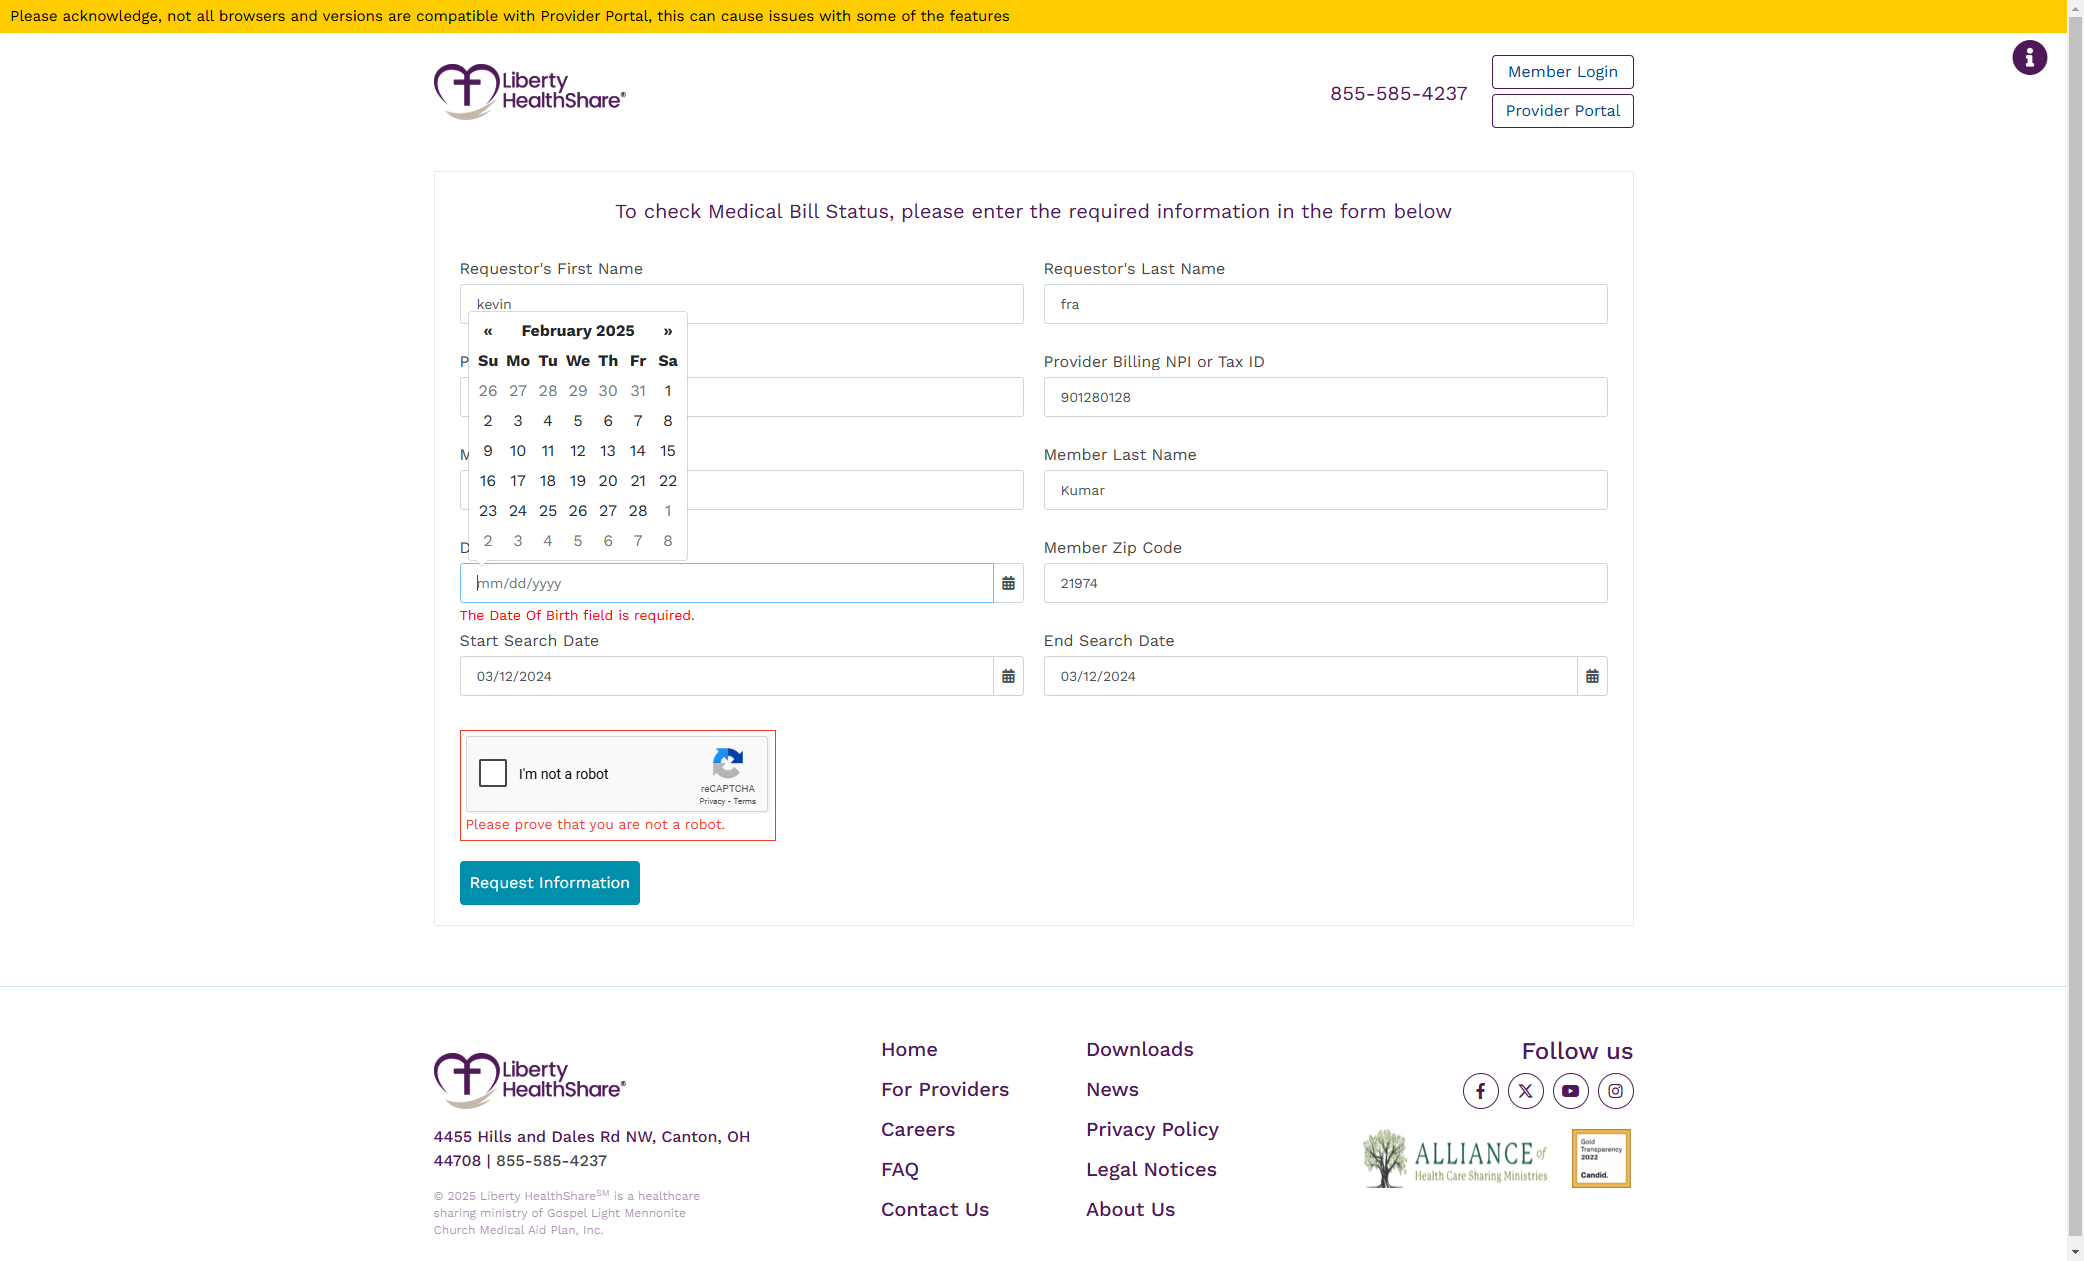 Please acknowledge, not all browsers and versions are compatible with Provider Portal, this can cause issues with some of the features
Liberty
HealthShare®
855-585-4237
Member Login
Provider Portal
To check Medical Bill Status, please enter the required information in the form below
Requestor's First Name
Requestor's Last Name
kevin
fra
« February 2025 »
Su Mo Tu We Th Fr Sa
26 27 28 29 30 31 1
2 3 4 5 6 7 8
9 10 11 12 13 14 15
16 17 18 19 20 21 22
23 24 25 26 27 28 1
2 3 4 5 6 7 8
P
Provider Billing NPI or Tax ID
901280128
M
Member Last Name
Kumar
D
Member Zip Code
mm/dd/yyyy
21974
The Date Of Birth field is required.
Start Search Date
End Search Date
03/12/2024
03/12/2024
I'm not a robot
reCAPTCHA
Privacy - Terms
Please prove that you are not a robot.
Request Information
Liberty
HealthShare®
4455 Hills and Dales Rd NW, Canton, OH
44708 | 855-585-4237
© 2025 Liberty HealthShareSM is a healthcare
sharing ministry of Gospel Light Mennonite
Church Medical Aid Plan, Inc.
Home
For Providers
Careers
FAQ
Contact Us
Downloads
News
Privacy Policy
Legal Notices
About Us
Follow us
ALLIANCE of
Health Care Sharing Ministries
Gold
Transparency
2022
Candid.